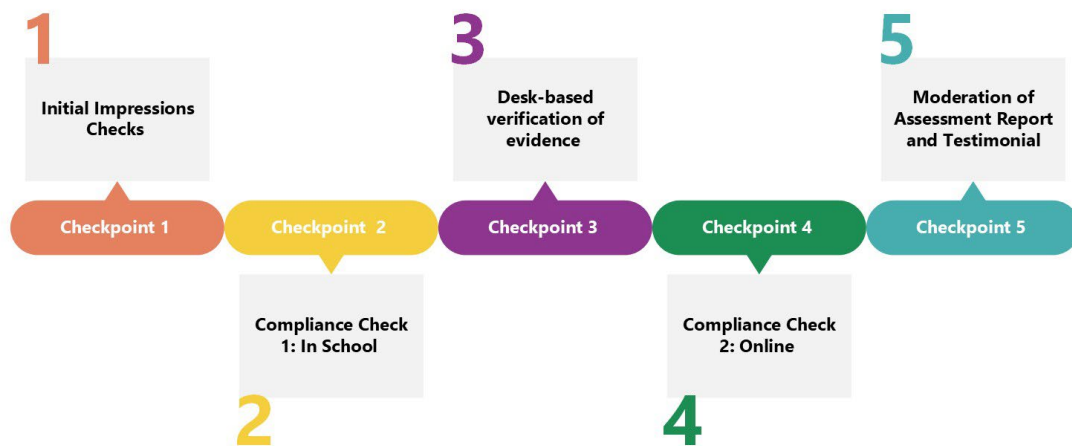 1
Initial Impressions
Checks
3
Desk-based
verification of
evidence
5
Moderation of
Assessment Report
and Testimonial
Checkpoint 1
Checkpoint 2
Checkpoint 3
Checkpoint 4
Checkpoint 5
Compliance Check
1: In School
2
Compliance Check
2: Online
4